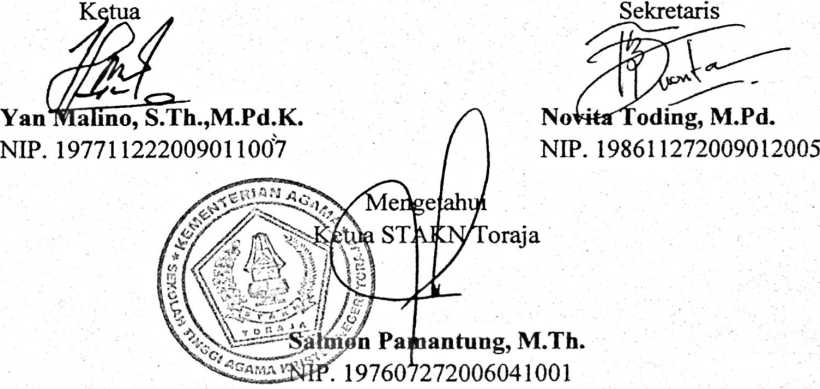 Ketua
Sekretaris
Yan Malino, S.Th.,M.Pd.K.
Novita Toding, M.Pd.
NIP. 197711222009011007
NIP. 198611272009012005
Mengetahui
Ketua STAKN Toraja
KEMENTERIAN AGAMA
SEKOLAH TINGGI AGAMA KRISTEN NEGERI TORAJA
STAKN
TORAJA
Salmon Pamantung, M.Th.
NIP. 197607272006041001